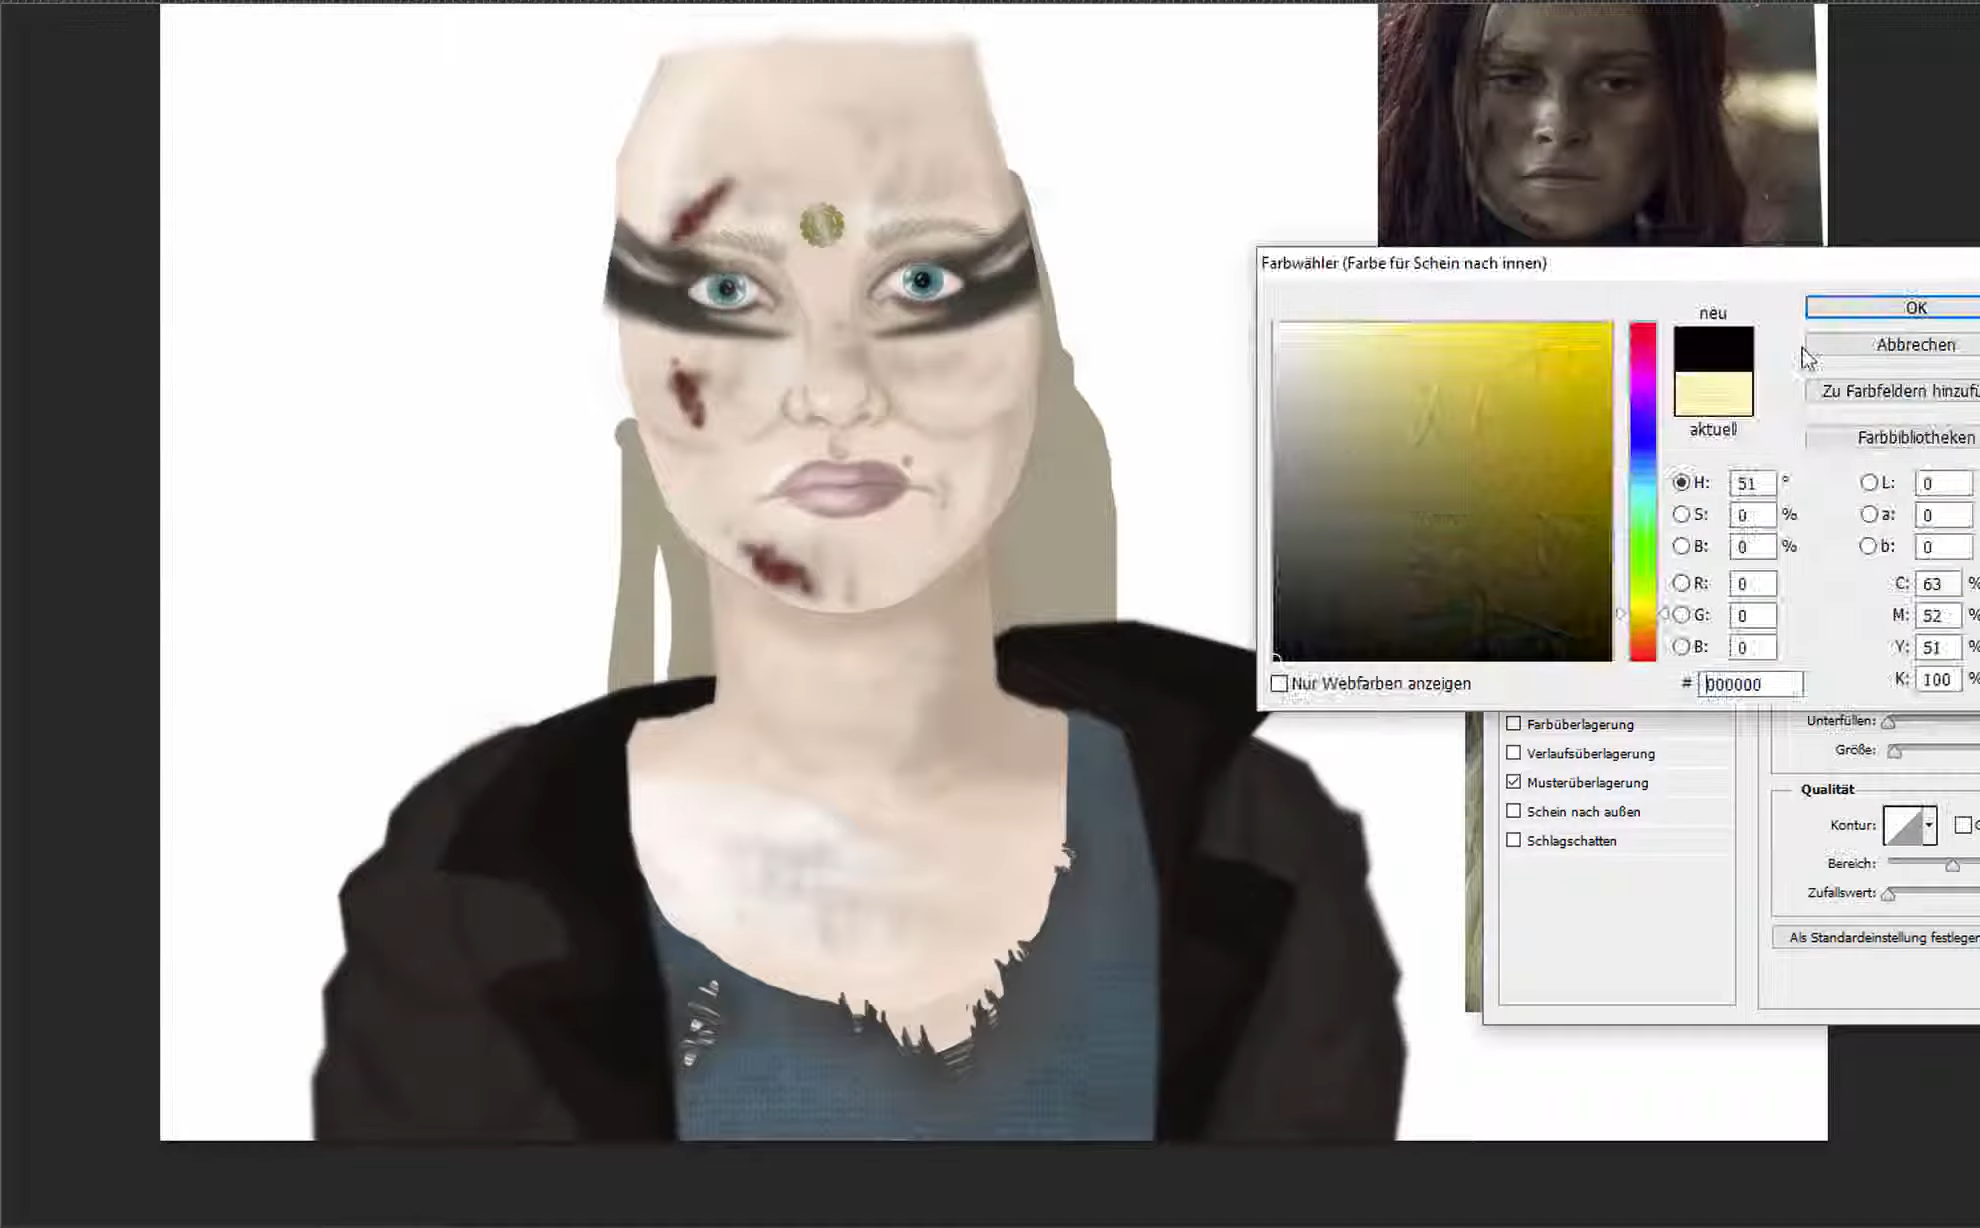 Farbwähler (Farbe für Schein nach innen)
neu
OK
Abbrechen
Zu Farbfeldern hinzufü
aktuell
Farbbibliotheken
H: 51 °
L: 0
S: 0 %
a: 0
B: 0 %
b: 0
R: 0
C: 63 %
G: 0
M: 52 %
B: 0
Y: 51 %
Nur Webfarben anzeigen
# 000000
K: 100 %
Farbüberlagerung
Unterfüllen:
Verlaufsüberlagerung
Größe:
Musterüberlagerung
Qualität
Schein nach außen
Kontur:
Schlagschatten
Bereich:
Zufallswert:
Als Standardeinstellung festlegen